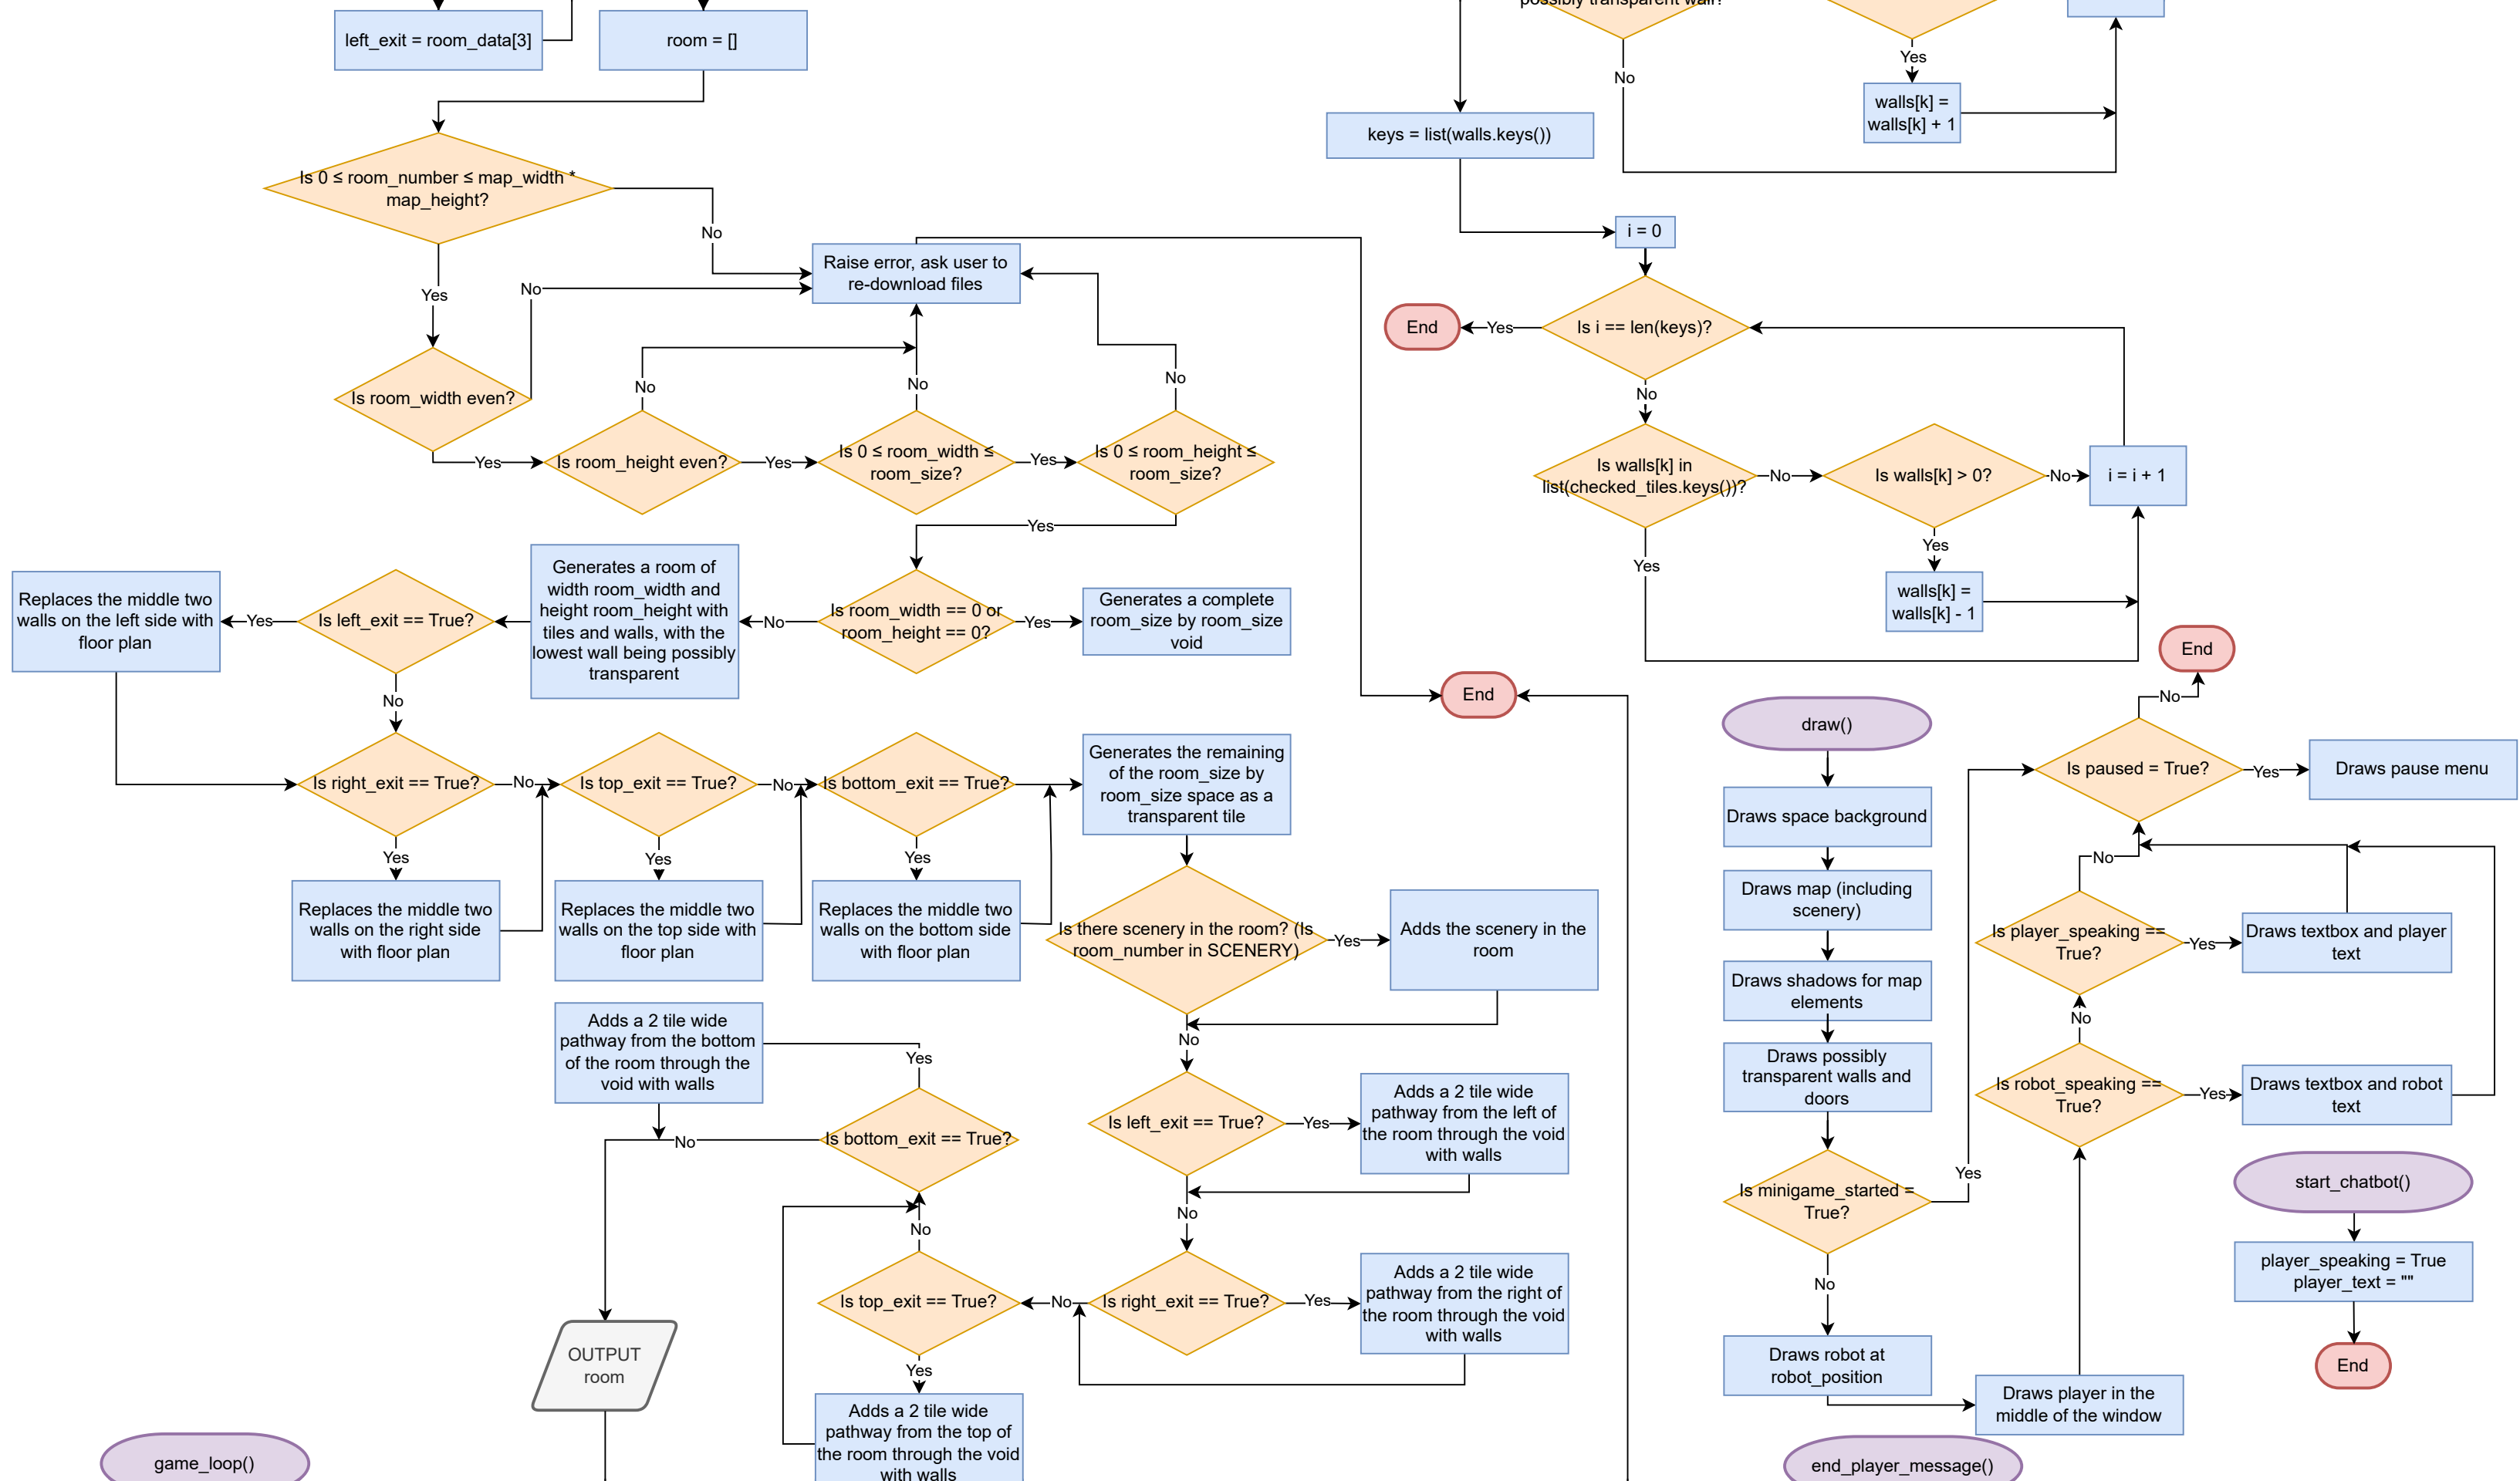 possibly transparent wall?
left_exit = room_data[3]
room = []
Yes
No
walls[k] =
walls[k] + 1
keys = list(walls.keys())
Is 0 ≤ room_number ≤ map_width *
map_height?
No
i = 0
Raise error, ask user to
re-download files
Yes
No
End
Yes
Is i == len(keys)?
No
No
No
No
Is room_width even?
Yes
Is room_height even?
Yes
Is 0 ≤ room_width ≤
room_size?
Yes
Is 0 ≤ room_height ≤
room_size?
Is walls[k] in
list(checked_tiles.keys())?
No
Is walls[k] > 0?
No
i = i + 1
Yes
Yes
Yes
walls[k] =
walls[k] - 1
Replaces the middle two
walls on the left side with
floor plan
Yes
Is left_exit == True?
Generates a room of
width room_width and
height room_height with
tiles and walls, with the
lowest wall being possibly
transparent
No
Is room_width == 0 or
room_height == 0?
Yes
Generates a complete
room_size by room_size
void
End
No
End
No
draw()
Is right_exit == True?
No
Is top_exit == True?
No
Is bottom_exit == True?
Generates the remaining
of the room_size by
room_size space as a
transparent tile
Is paused = True?
Yes
Draws pause menu
Draws space background
Yes
Yes
Yes
No
Replaces the middle two
walls on the right side
with floor plan
Replaces the middle two
walls on the top side with
floor plan
Replaces the middle two
walls on the bottom side
with floor plan
Is there scenery in the room? (Is
room_number in SCENERY)
Yes
Adds the scenery in the
room
Draws map (including
scenery)
Is player_speaking ==
True?
Yes
Draws textbox and player
text
Draws shadows for map
elements
No
No
Adds a 2 tile wide
pathway from the bottom
of the room through the
void with walls
Yes
Draws possibly
transparent walls and
doors
Is robot_speaking ==
True?
Yes
Draws textbox and robot
text
No
Is bottom_exit == True?
Is left_exit == True?
Yes
Adds a 2 tile wide
pathway from the left of
the room through the void
with walls
Yes
Is minigame_started =
True?
start_chatbot()
No
No
player_speaking = True
player_text = ""
No
Is top_exit == True?
No
Is right_exit == True?
Yes
Adds a 2 tile wide
pathway from the right of
the room through the void
with walls
OUTPUT
room
Yes
Draws robot at
robot_position
End
Draws player in the
middle of the window
Adds a 2 tile wide
pathway from the top of
the room through the void
with walls
game_loop()
end_player_message()